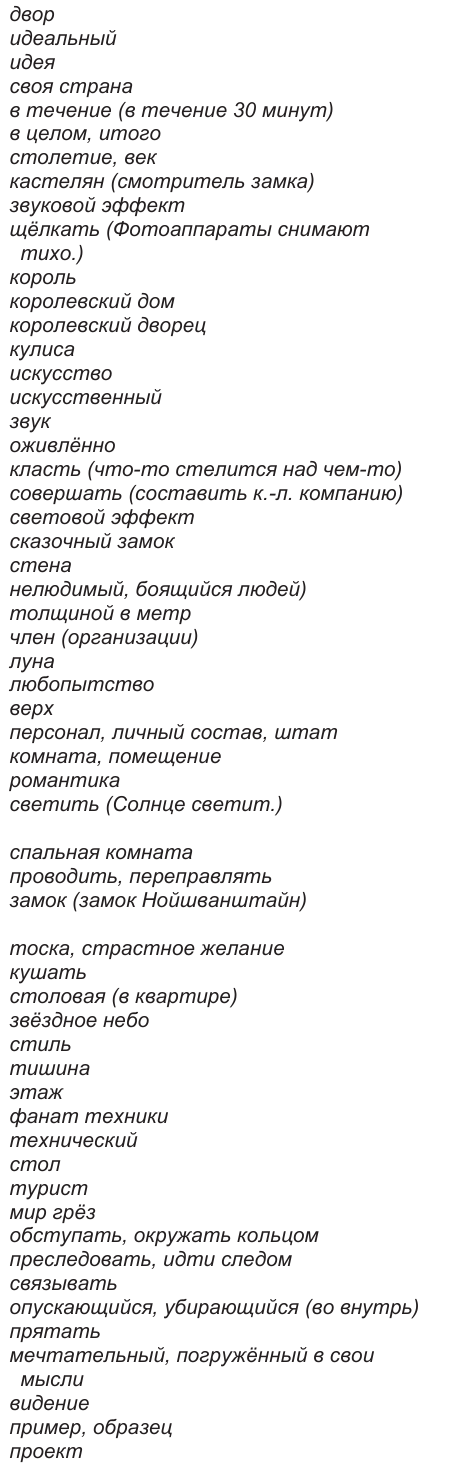 двор
идеальный
идея
своя страна
в течение (в течение 30 минут)
в целом, итого
столетие, век
кастелян (смотритель замка)
звуковой эффект
щёлкать (Фотоаппараты снимают
тихо.)
король
королевский дом
королевский дворец
кулиса
искусство
искусственный
звук
оживлённо
класть (что-то стелится над чем-то)
совершать (составить к.-л. компанию)
световой эффект
сказочный замок
стена
нелюдимый, боящийся людей)
толщиной в метр
член (организации)
луна
любопытство
верх
персонал, личный состав, штат
комната, помещение
романтика
светить (Солнце светит.)
спальная комната
проводить, переправлять
замок (замок Нойшванштайн)
тоска, страстное желание
кушать
столовая (в квартире)
звёздное небо
стиль
тишина
этаж
фанат техники
технический
стол
турист
мир грёз
обступать, окружать кольцом
преследовать, идти следом
связывать
опускающийся, убирающийся (во внутрь)
прятать
мечтательный, погружённый в свои
мысли
видение
пример, образец
проект